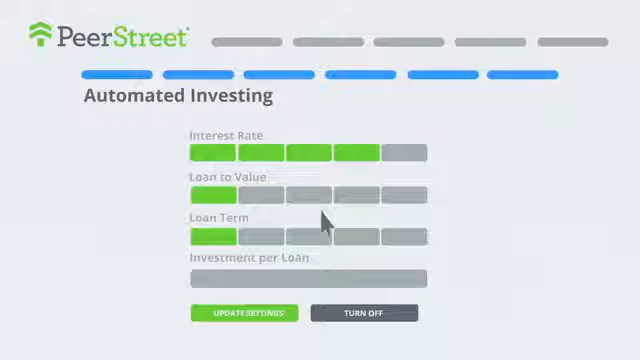 PeerStreet
Automated Investing
Interest Rate
Loan to Value
Loan Term
Investment per Loan
UPDATE SETTINGS
TURN OFF